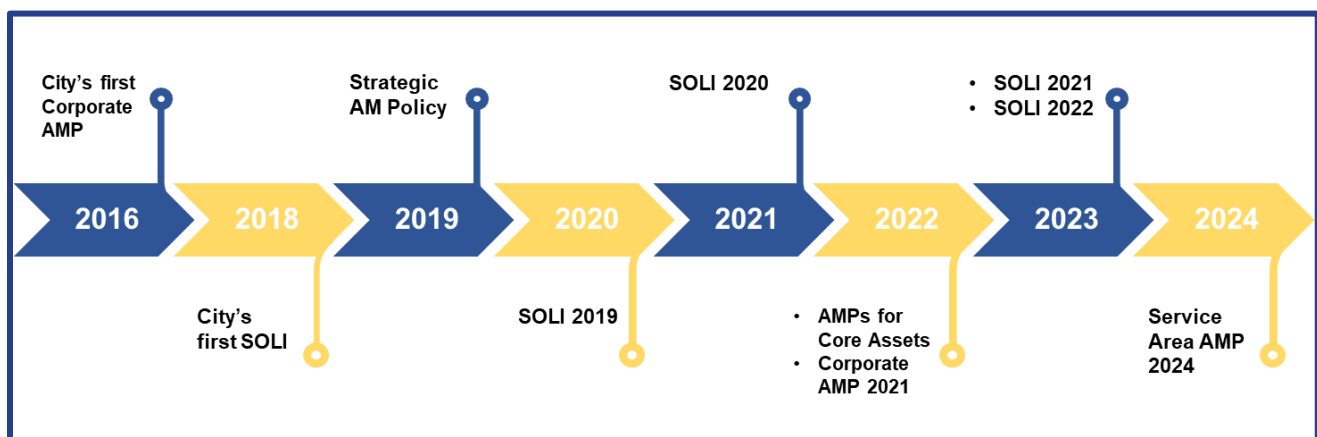 City’s first
Corporate
AMP
Strategic
AM Policy
SOLI 2020
• SOLI 2021
• SOLI 2022
2016
2018
2019
2020
2021
2022
2023
2024
City’s
first SOLI
SOLI 2019
• AMPs for
Core Assets
• Corporate
AMP 2021
Service
Area AMP
2024